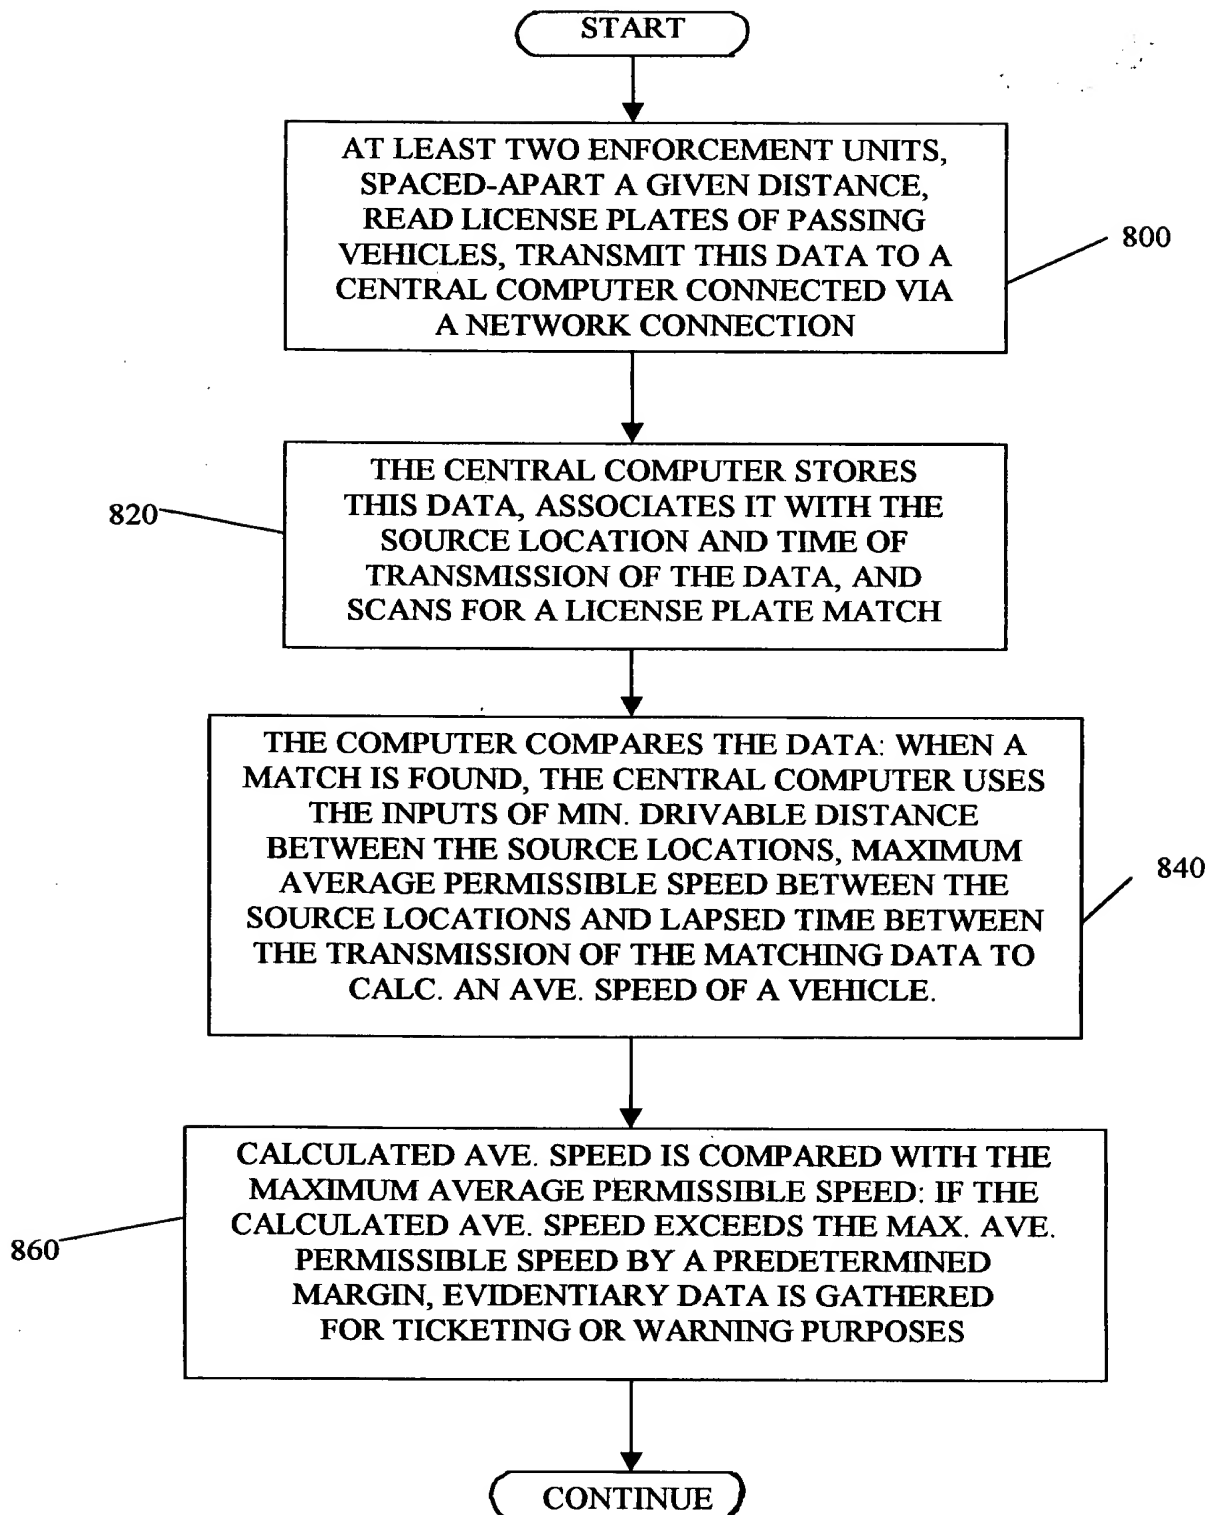 START
AT LEAST TWO ENFORCEMENT UNITS,
SPACED-APART A GIVEN DISTANCE,
READ LICENSE PLATES OF PASSING
VEHICLES, TRANSMIT THIS DATA TO A
CENTRAL COMPUTER CONNECTED VIA
A NETWORK CONNECTION
800
THE CENTRAL COMPUTER STORES
THIS DATA, ASSOCIATES IT WITH THE
SOURCE LOCATION AND TIME OF
TRANSMISSION OF THE DATA, AND
SCANS FOR A LICENSE PLATE MATCH
820
THE COMPUTER COMPARES THE DATA: WHEN A
MATCH IS FOUND, THE CENTRAL COMPUTER USES
THE INPUTS OF MIN. DRIVABLE DISTANCE
BETWEEN THE SOURCE LOCATIONS, MAXIMUM
AVERAGE PERMISSIBLE SPEED BETWEEN THE
SOURCE LOCATIONS AND LAPSED TIME BETWEEN
THE TRANSMISSION OF THE MATCHING DATA TO
CALC. AN AVE. SPEED OF A VEHICLE.
840
CALCULATED AVE. SPEED IS COMPARED WITH THE
MAXIMUM AVERAGE PERMISSIBLE SPEED: IF THE
CALCULATED AVE. SPEED EXCEEDS THE MAX. AVE.
PERMISSIBLE SPEED BY A PREDETERMINED
MARGIN, EVIDENTIARY DATA IS GATHERED
FOR TICKETING OR WARNING PURPOSES
860
CONTINUE